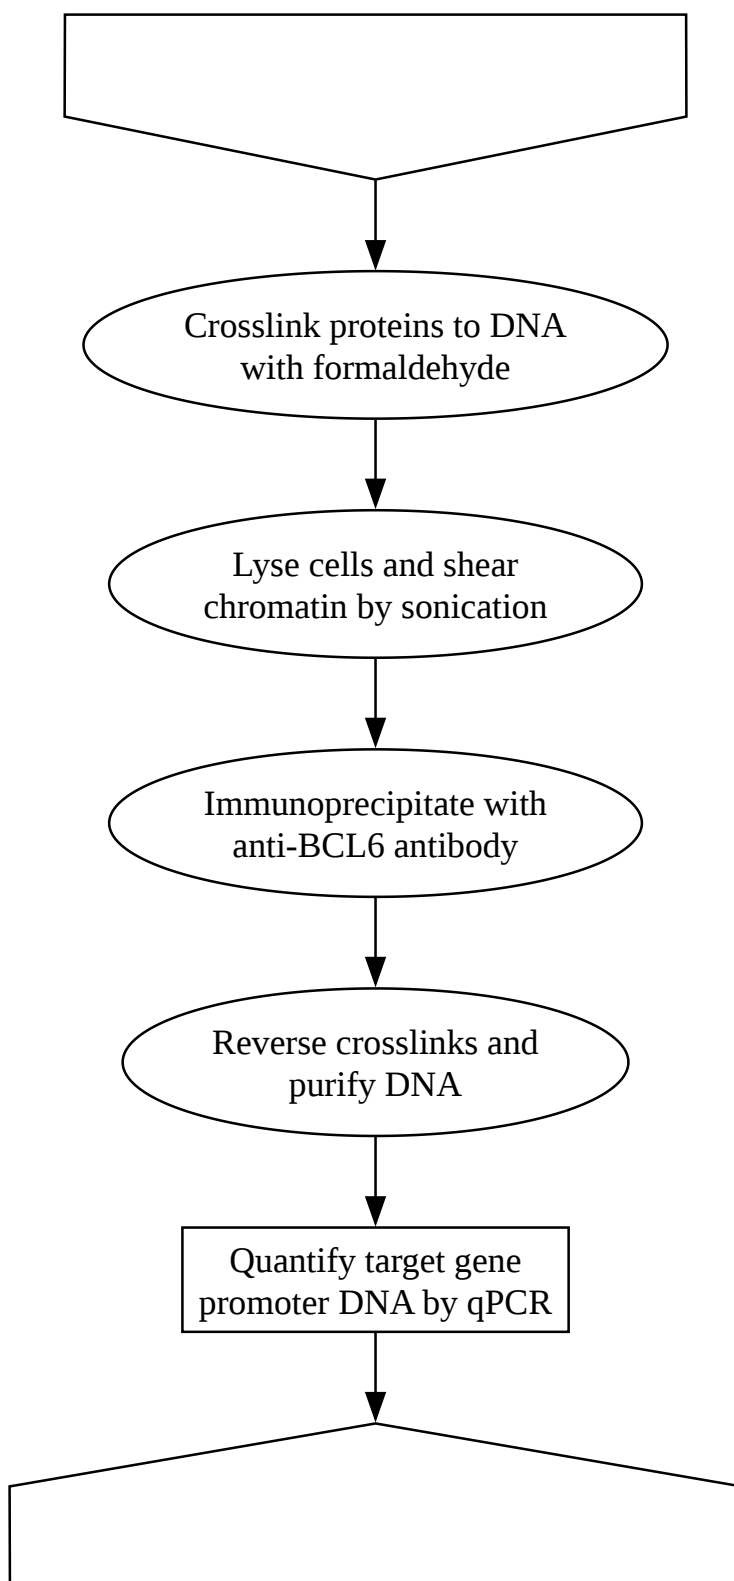 Crosslink proteins to DNA
with formaldehyde
Lyse cells and shear
chromatin by sonication
Immunoprecipitate with
anti-BCL6 antibody
Reverse crosslinks and
purify DNA
Quantify target gene
promoter DNA by qPCR